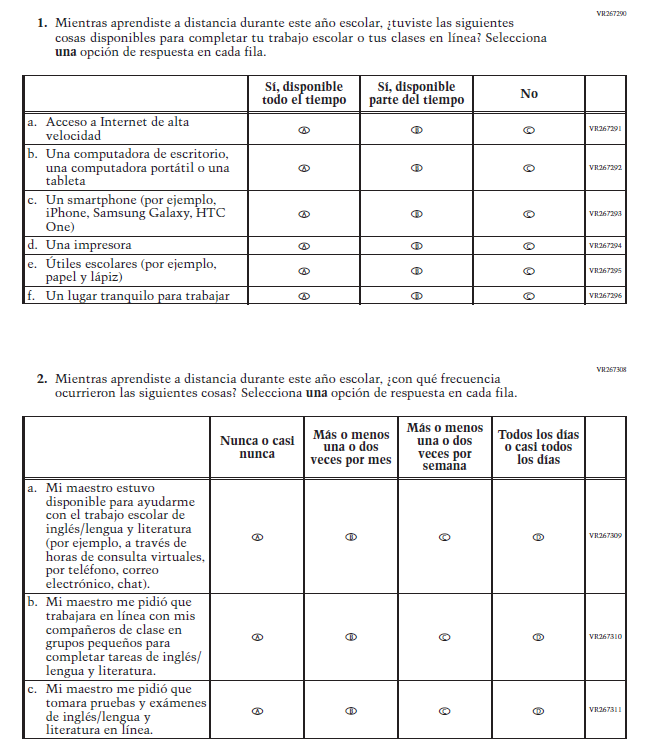 VR267290
1. Mientras aprendiste a distancia durante este año escolar, ¿tuviste las siguientes
cosas disponibles para completar tu trabajo escolar o tus clases en línea? Selecciona
una opción de respuesta en cada fila.
Sí, disponible
todo el tiempo
Sí, disponible
parte del tiempo
No
a. Acceso a Internet de alta
velocidad
A B C VR267291
b. Una computadora de escritorio,
una computadora portátil o una
tableta
A B C VR267292
c. Un smartphone (por ejemplo,
iPhone, Samsung Galaxy, HTC
One)
A B C VR267293
d. Una impresora A B C VR267294
e. Útiles escolares (por ejemplo,
papel y lápiz)
A B C VR267295
f. Un lugar tranquilo para trabajar A B C VR267296
VR267308
2. Mientras aprendiste a distancia durante este año escolar, ¿con qué frecuencia
ocurrieron las siguientes cosas? Selecciona una opción de respuesta en cada fila.
Nunca o casi
nunca
Más o menos
una o dos
veces por mes
Más o menos
una o dos
veces por
semana
Todos los días
o casi todos
los días
a. Mi maestro estuvo
disponible para ayudarme
con el trabajo escolar de
inglés/lengua y literatura
(por ejemplo, a través de
horas de consulta virtuales,
por teléfono, correo
electrónico, chat).
A B C D VR267309
b. Mi maestro me pidió que
trabajara en línea con mis
compañeros de clase en
grupos pequeños para
completar tareas de inglés/
lengua y literatura.
A B C D VR267310
c. Mi maestro me pidió que
tomara pruebas y exámenes
de inglés/lengua y
literatura en línea.
A B C D VR267311